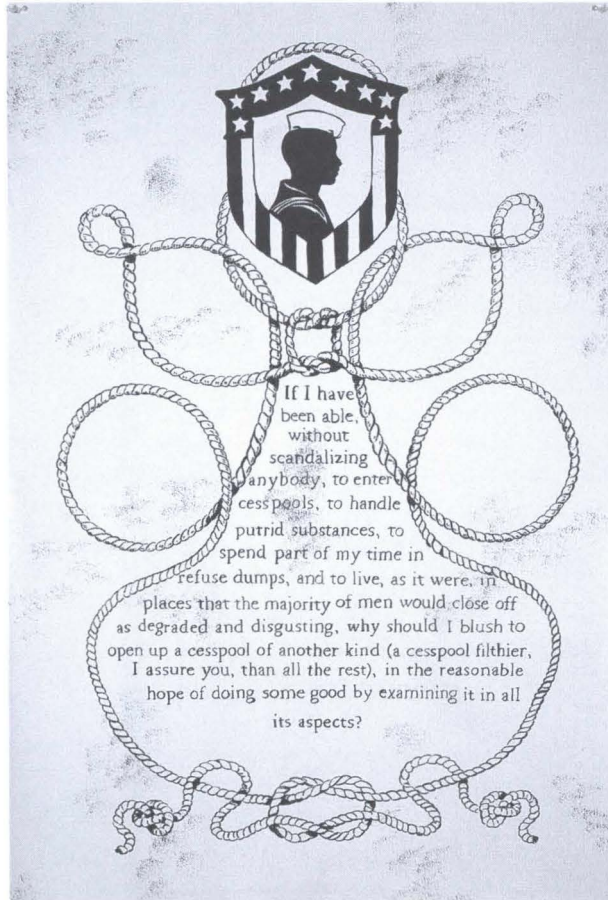 If I have
been able,
without
scandalizing
anybody, to enter
cesspools, to handle
putrid substances, to
spend part of my time in
refuse dumps, and to live, as it were, in
places that the majority of men would close off
as degraded and disgusting, why should I blush to
open up a cesspool of another kind (a cesspool filthier,
I assure you, than all the rest), in the reasonable
hope of doing some good by examining it in all
its aspects?